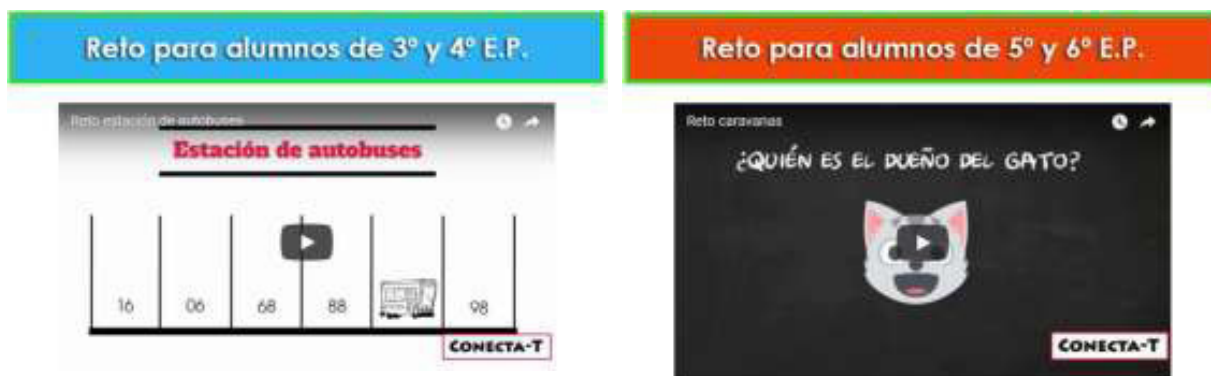 Reto para alumnos de 3º y 4º E.P.
Reto estación de autobuses
Estación de autobuses
16 06 68 88 98
CONECTA-T
Reto para alumnos de 5º y 6º E.P.
Reto caravanas
¿QUIÉN ES EL DUEÑO DEL GATO?
CONECTA-T